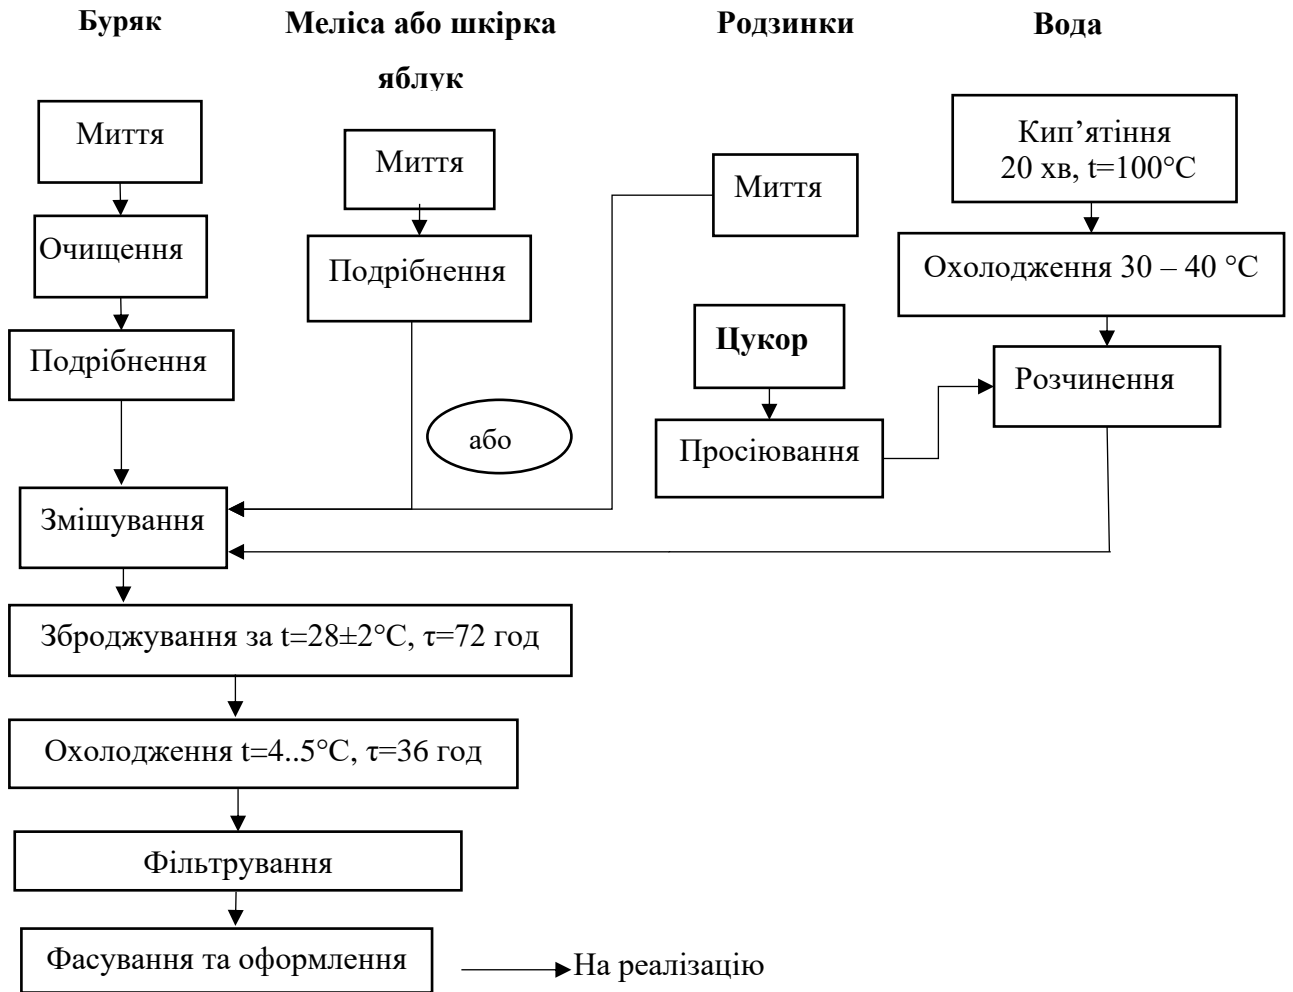 Буряк
Меліса або шкірка
яблук
Родзинки
Вода
Миття
Очищення
Подрібнення
Миття
Подрібнення
або
Миття
Цукор
Просіювання
Кип’ятіння
20 хв, t=100°C
Охолодження 30 – 40 °C
Розчинення
Змішування
Зброджування за t=28±2°C, τ=72 год
Охолодження t=4..5°C, τ=36 год
Фільтрування
Фасування та оформлення
На реалізацію